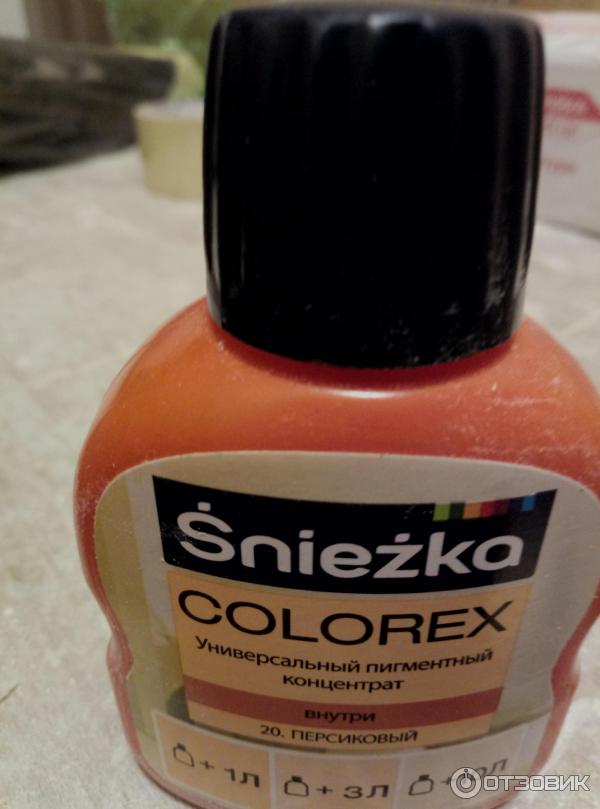 Śnieżka
COLOREX
Универсальный пигментный
концентрат
внутри
20. ПЕРСИКОВЫЙ
+ 1Л
+ 3Л
ОТЗОВИК